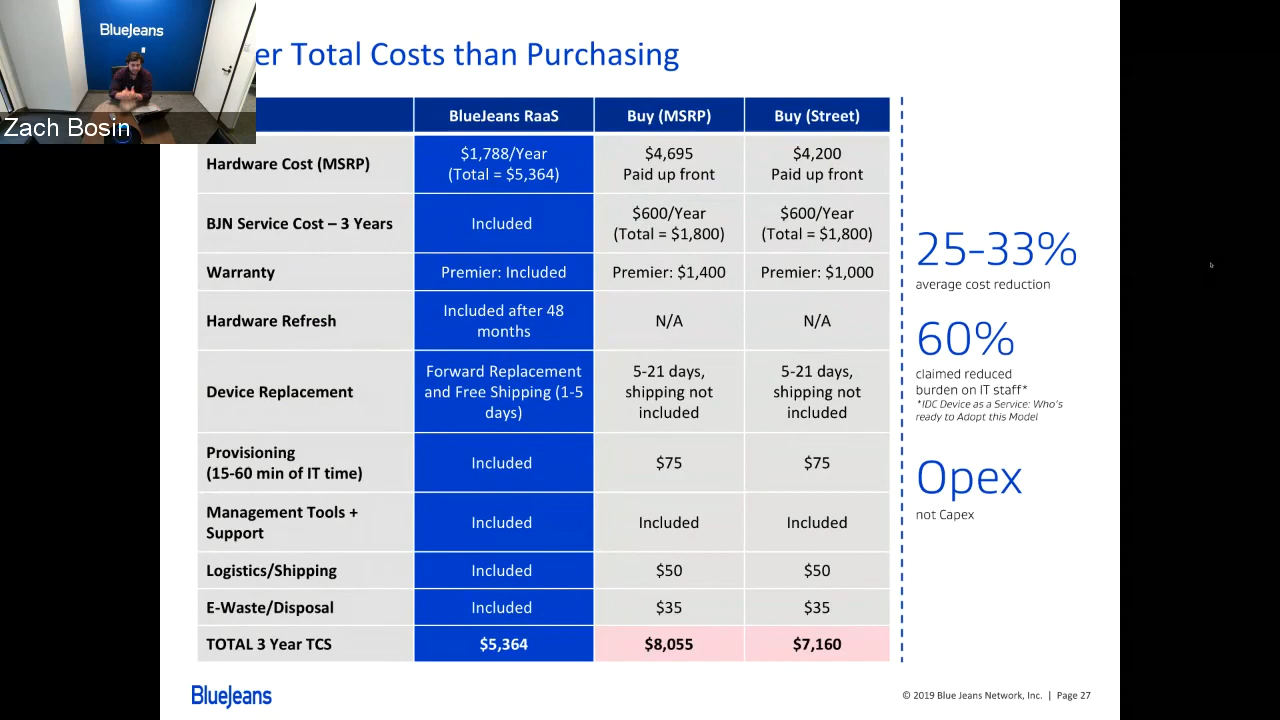 BlueJeans
Zach Bosin
er Total Costs than Purchasing
BlueJeans RaaS
Buy (MSRP)
Buy (Street)
Hardware Cost (MSRP)
$1,788/Year
(Total = $5,364)
$4,695
Paid up front
$4,200
Paid up front
BJN Service Cost – 3 Years
Included
$600/Year
(Total = $1,800)
$600/Year
(Total = $1,800)
Warranty
Premier: Included
Premier: $1,400
Premier: $1,000
Hardware Refresh
Included after 48
months
N/A
N/A
Device Replacement
Forward Replacement
and Free Shipping (1-5
days)
5-21 days,
shipping not
included
5-21 days,
shipping not
included
Provisioning
(15-60 min of IT time)
Included
$75
$75
Management Tools +
Support
Included
Included
Included
Logistics/Shipping
Included
$50
$50
E-Waste/Disposal
Included
$35
$35
TOTAL 3 Year TCS
$5,364
$8,055
$7,160
25-33%
average cost reduction
60%
claimed reduced
burden on IT staff*
*IDC Device as a Service: Who's
ready to Adopt this Model
Opex
not Capex
BlueJeans
© 2019 Blue Jeans Network, Inc. | Page 27